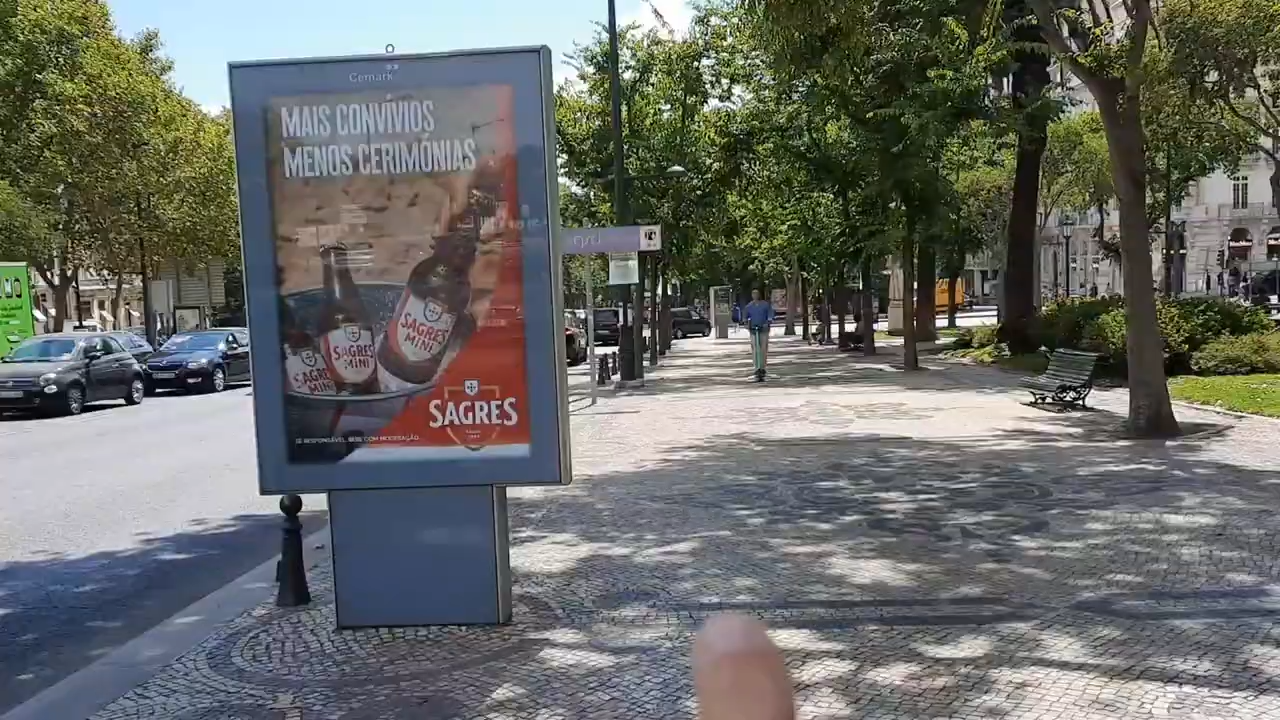 Cemark
MAIS CONVÍVIOS
MENOS CERIMÓNIAS
SAGRES
MINI
SAGRES
MINI
SAGRES
MINI
SAGRES
SÊ RESPONSÁVEL. BEBE COM MODERAÇÃO.